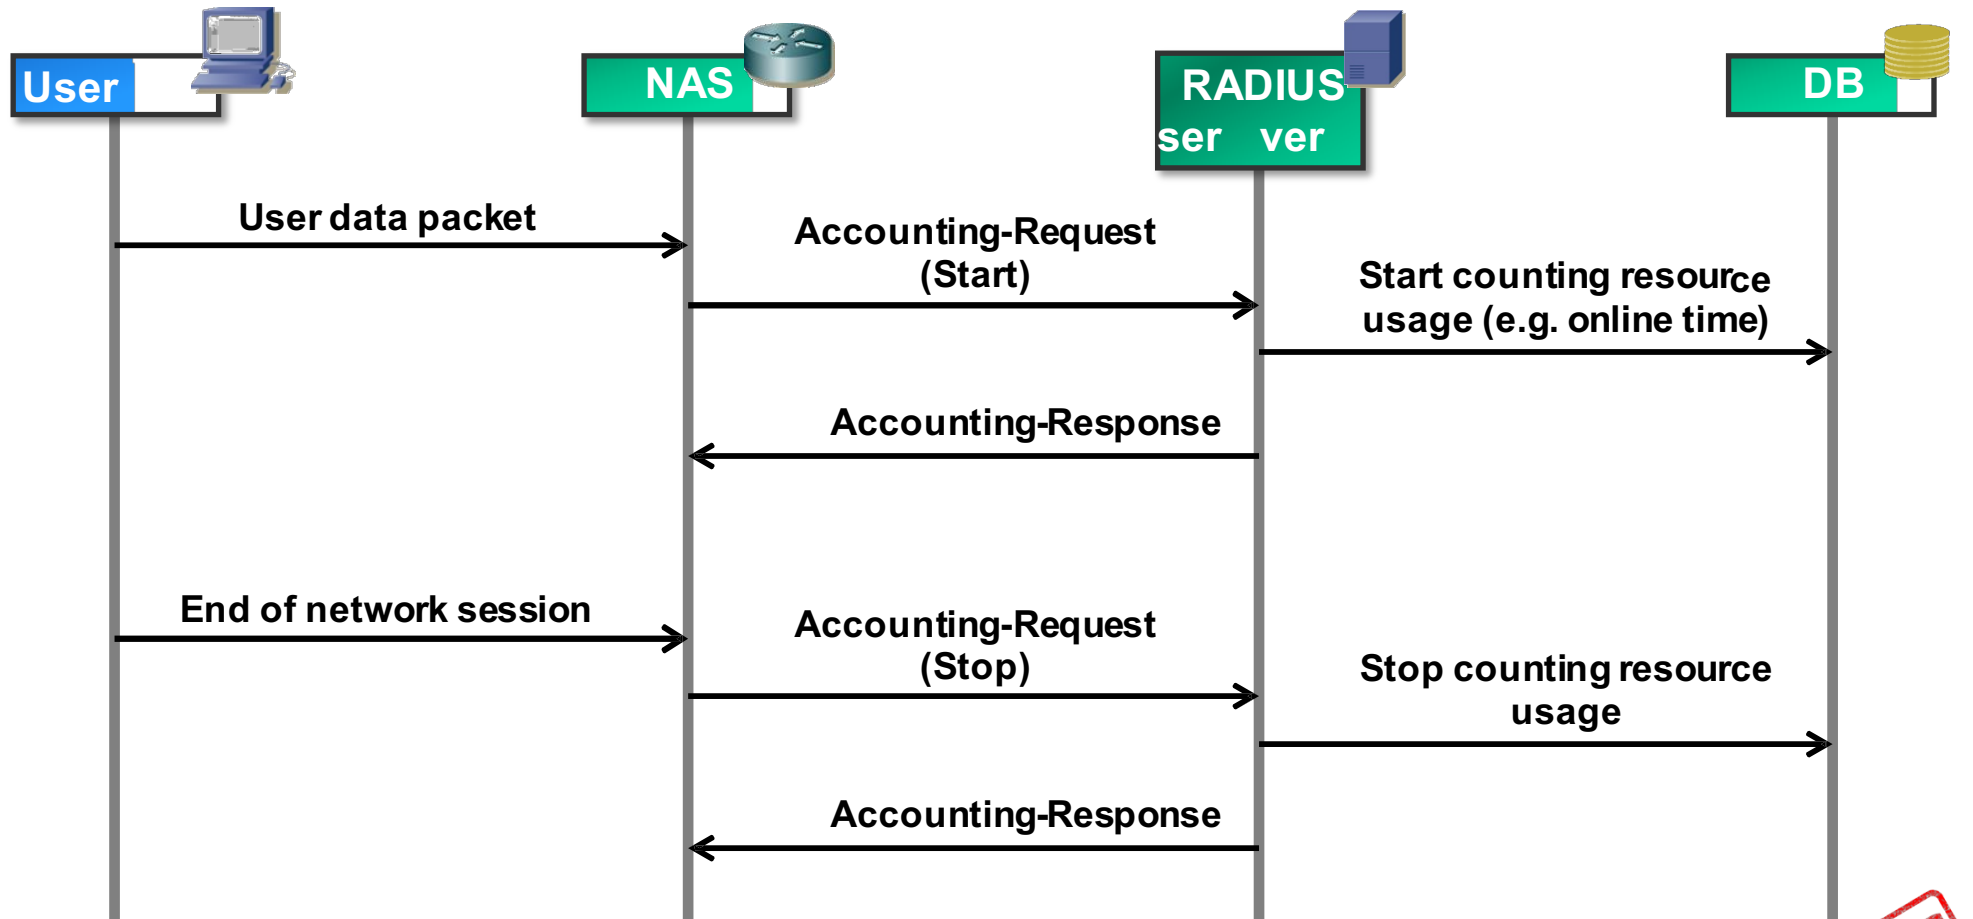 User
NAS
RADIUS
ser ver
DB
User data packet
Accounting-Request
(Start)
Start counting resource
usage (e.g. online time)
Accounting-Response
End of network session
Accounting-Request
(Stop)
Stop counting resource
usage
Accounting-Response